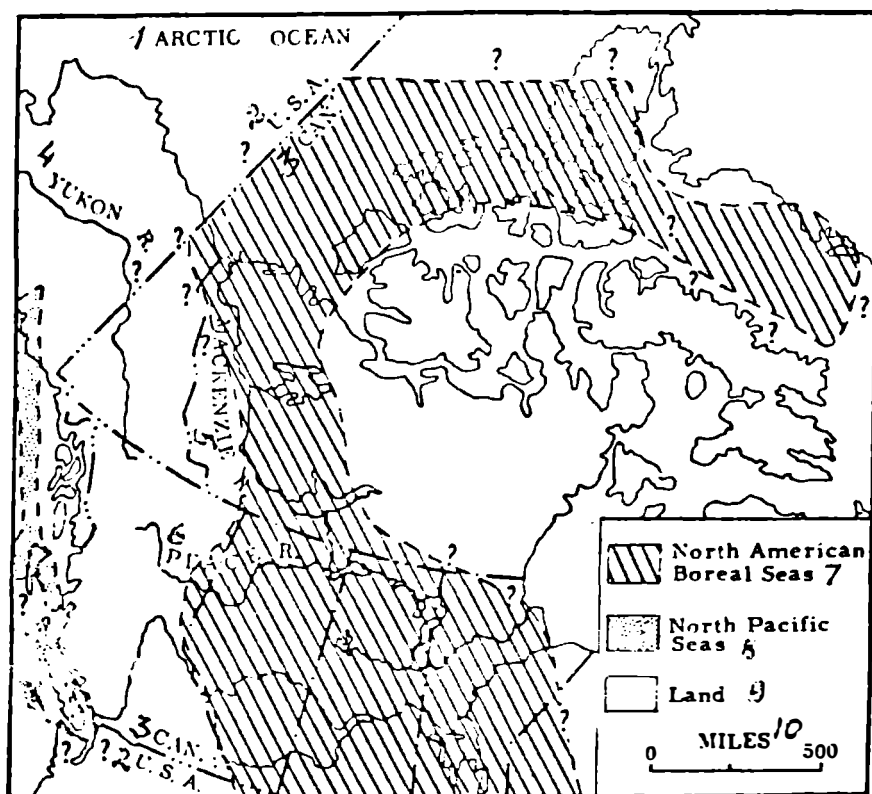 1 ARCTIC OCEAN
2 U.S.A.
3 CAN.
4 YUKON R.
MACKENZIE
5
6
PEACE R.
3 CAN.
2 U.S.A.
North American
Boreal Seas 7
North Pacific
Seas
Land 9
MILES 10
0 500
? ? ? ? ? ? ? ? ? ? ? ? ? ? ? ? ?